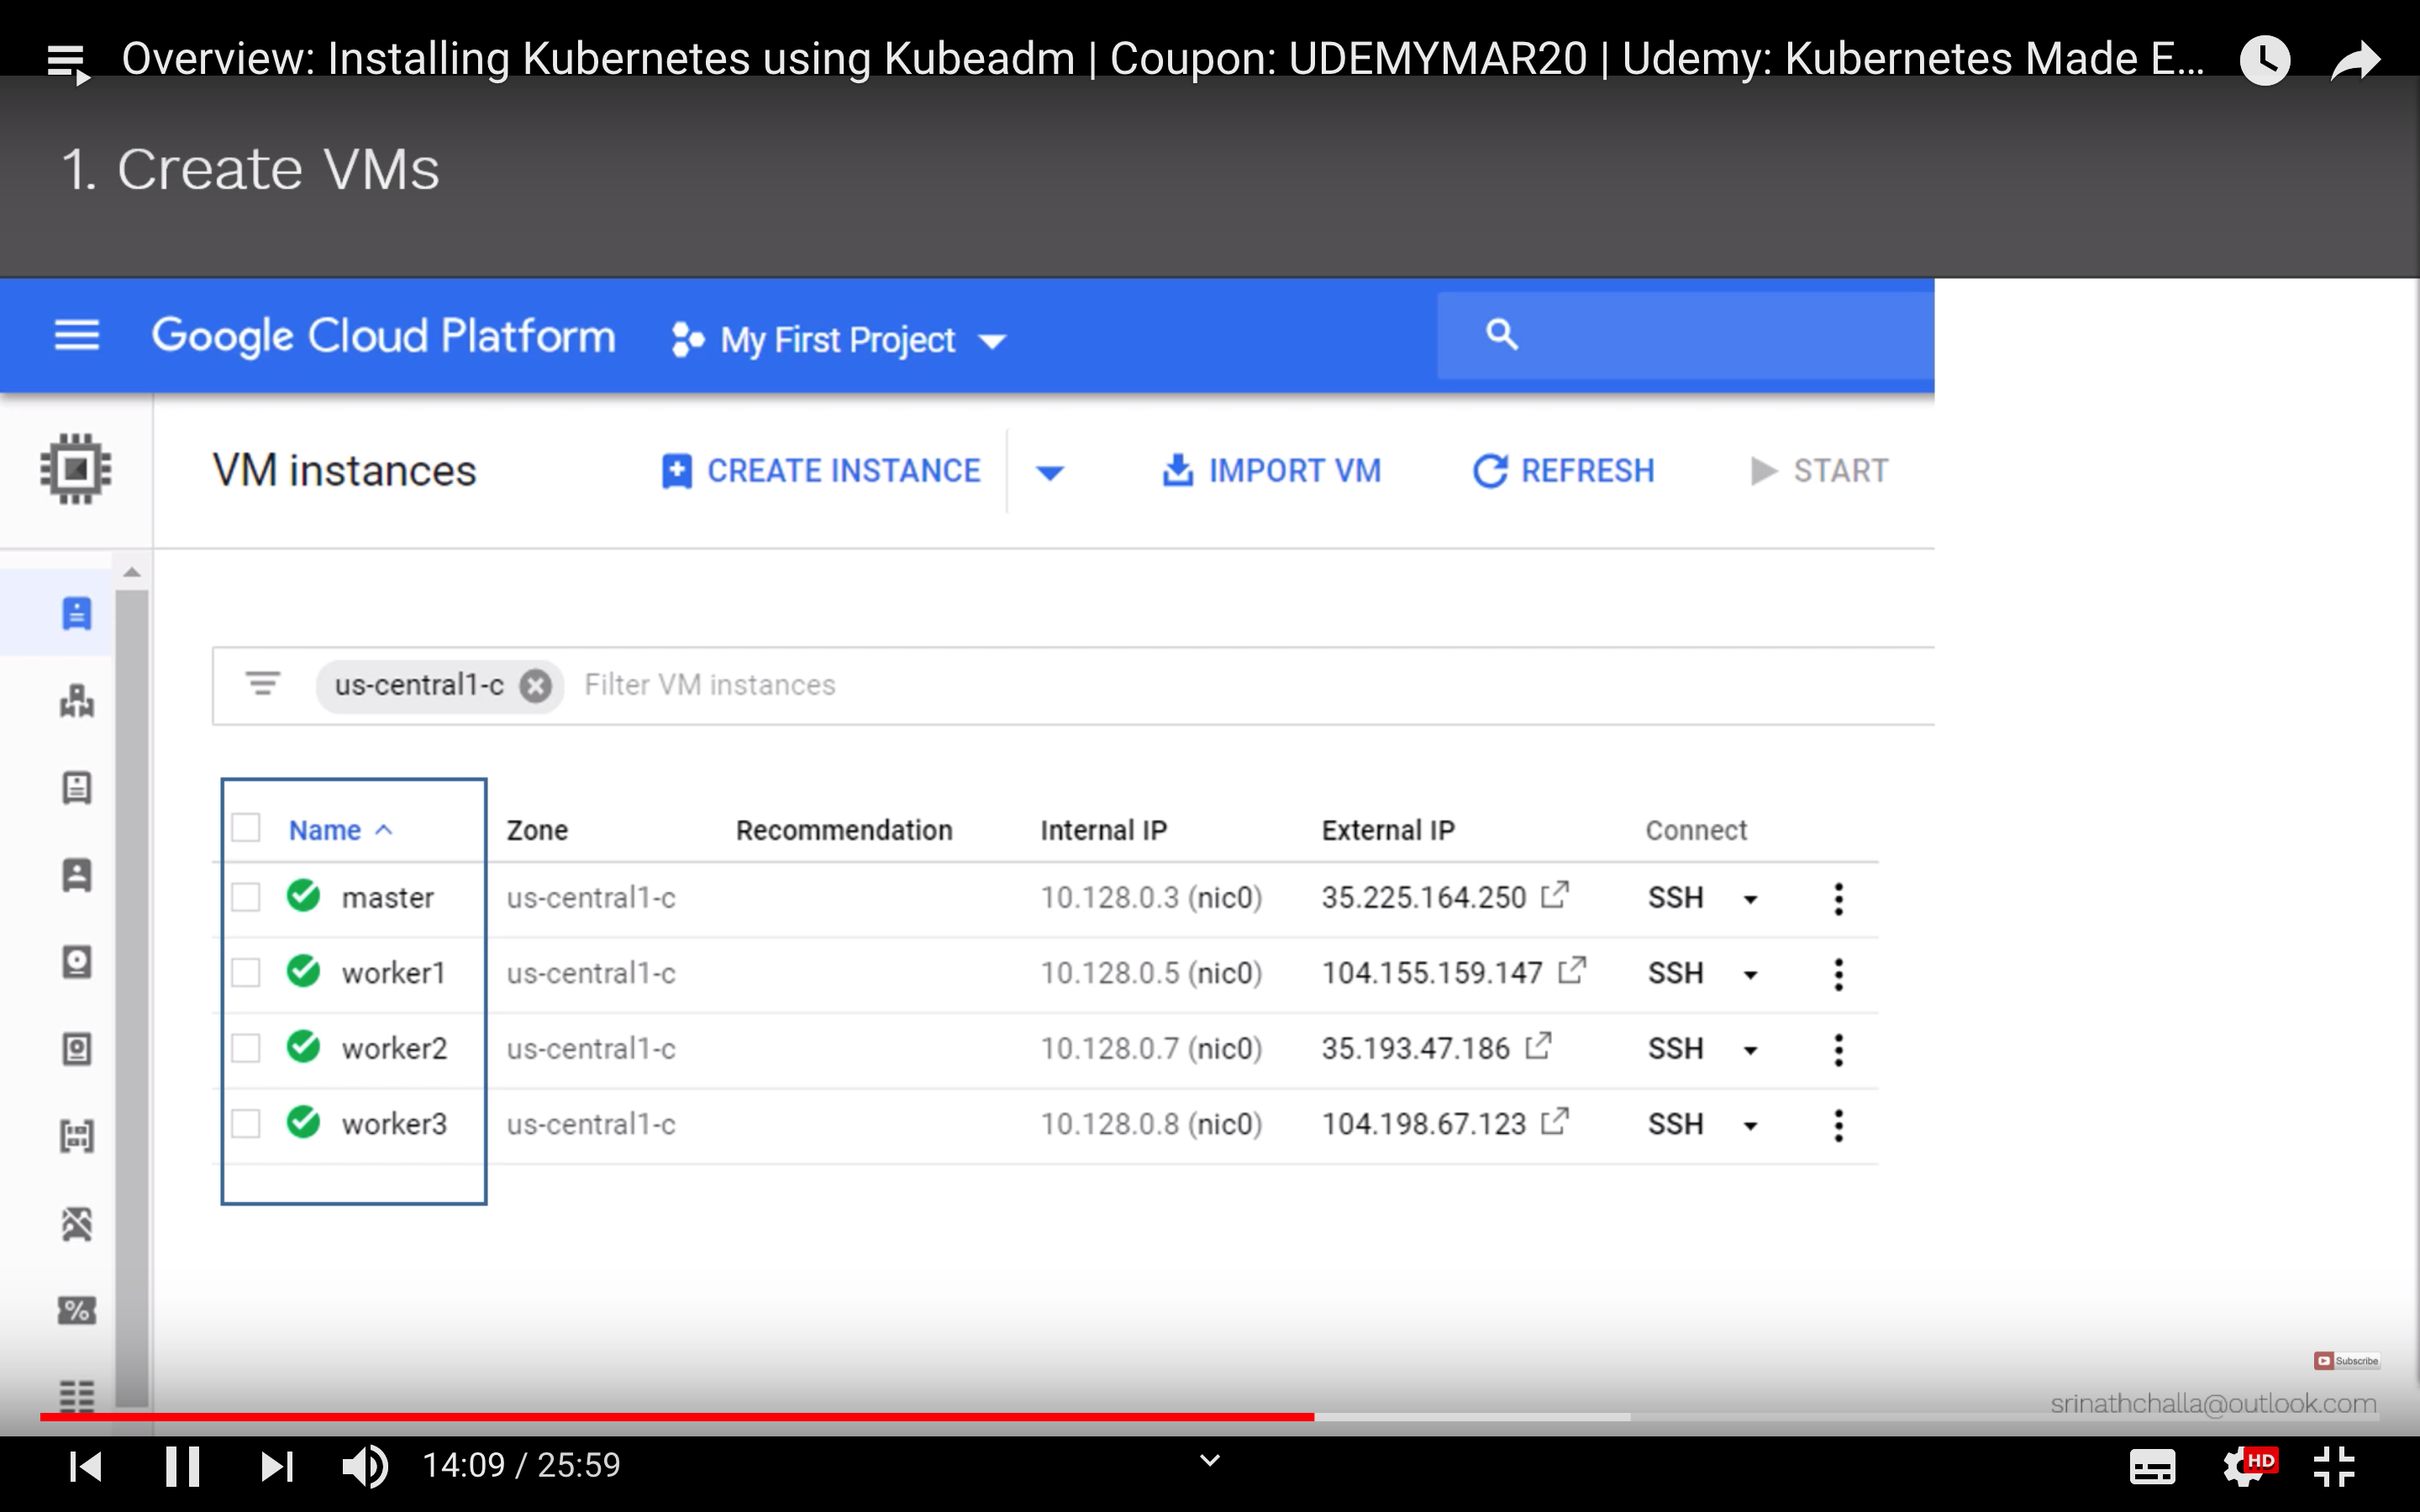 Overview: Installing Kubernetes using Kubeadm | Coupon: UDEMYMAR20 | Udemy: Kubernetes Made E...
1. Create VMs
Google Cloud Platform My First Project
VM instances CREATE INSTANCE IMPORT VM REFRESH START
us-central1-c Filter VM instances
Name Zone Recommendation Internal IP External IP Connect
master us-central1-c 10.128.0.3 (nic0) 35.225.164.250 SSH
worker1 us-central1-c 10.128.0.5 (nic0) 104.155.159.147 SSH
worker2 us-central1-c 10.128.0.7 (nic0) 35.193.47.186 SSH
worker3 us-central1-c 10.128.0.8 (nic0) 104.198.67.123 SSH
Subscribe
srinathchalla@outlook.com
14:09 / 25:59 HD